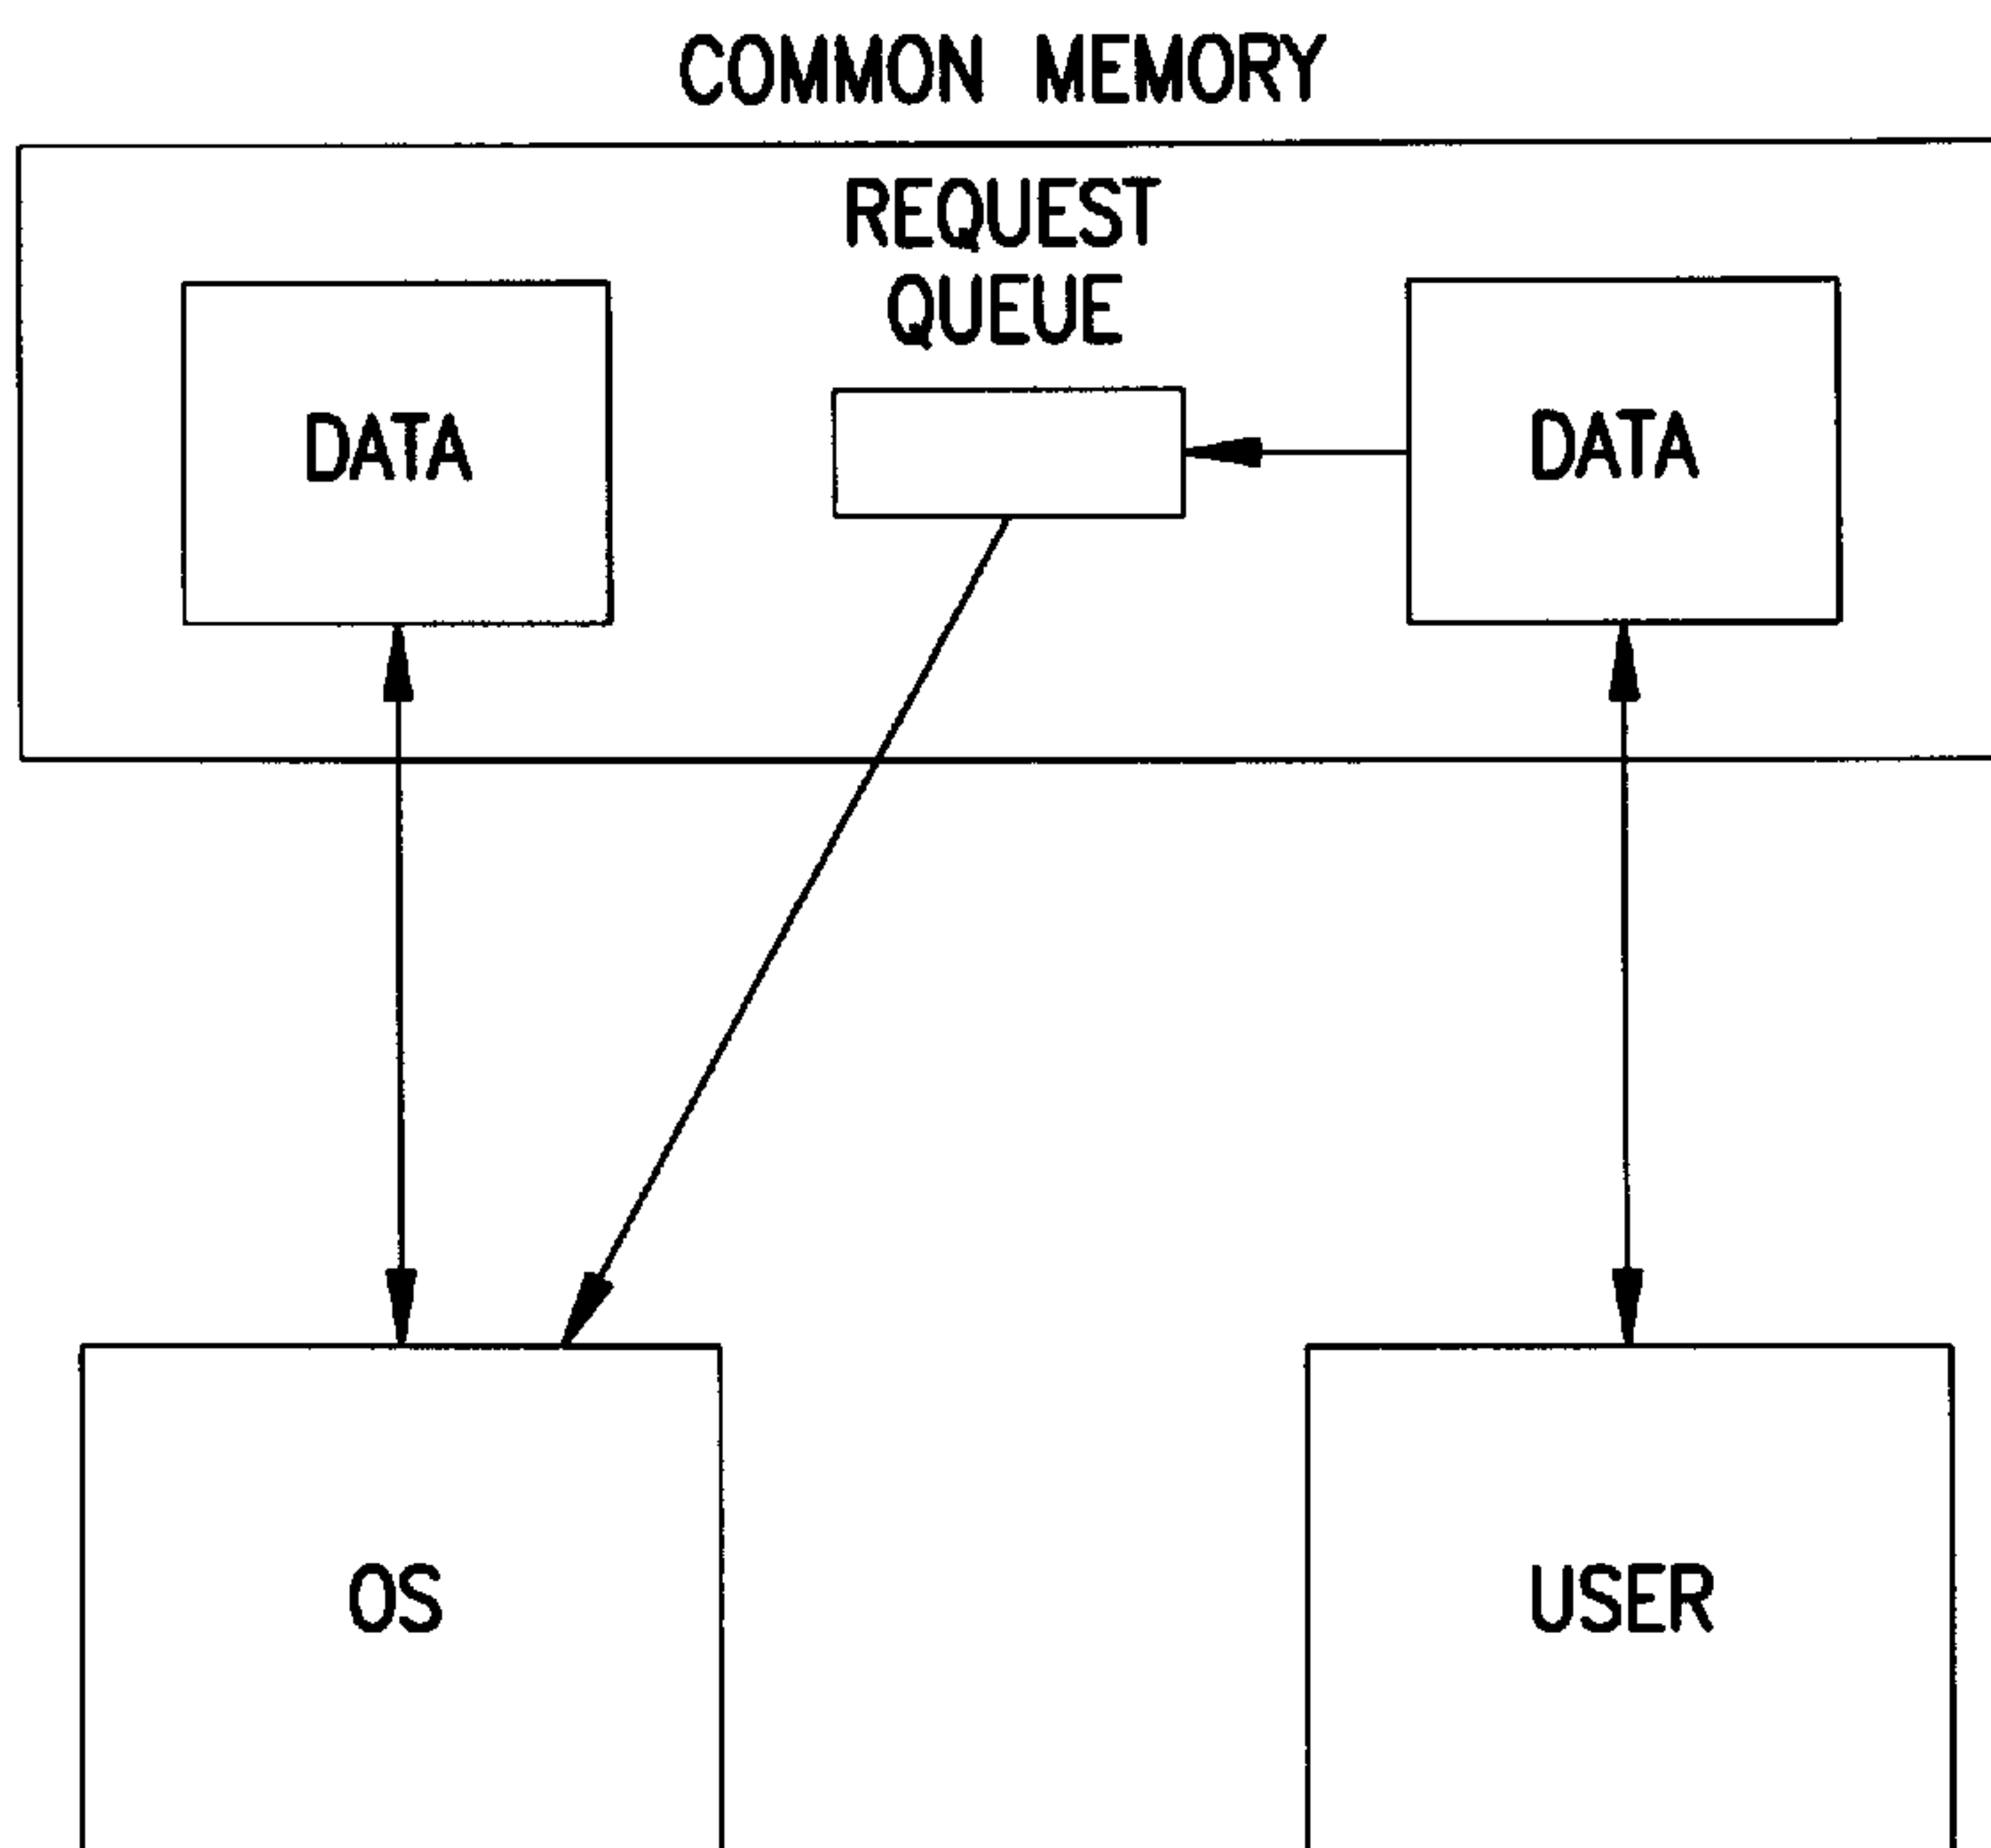 COMMON MEMORY
REQUEST
QUEUE
DATA
DATA
OS
USER